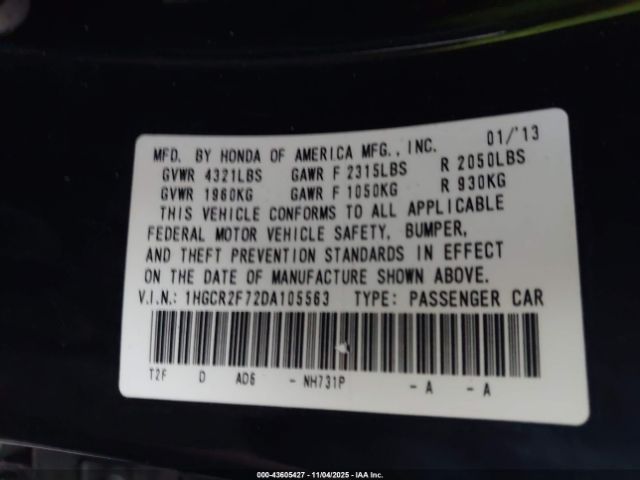 01/'13
MFD. BY HONDA OF AMERICA MFG., INC.
GVWR 4321LBS GAWR F 2315LBS R 2050LBS
GVWR 1960KG GAWR F 1050KG R 930KG
THIS VEHICLE CONFORMS TO ALL APPLICABLE
FEDERAL MOTOR VEHICLE SAFETY, BUMPER,
AND THEFT PREVENTION STANDARDS IN EFFECT
ON THE DATE OF MANUFACTURE SHOWN ABOVE.
V.I.N.: 1HGCR2F72DA105563 TYPE: PASSENGER CAR
T2F D AO6 - NH731P - A - A
000-43605427 - 11/04/2025 - IAA Inc.